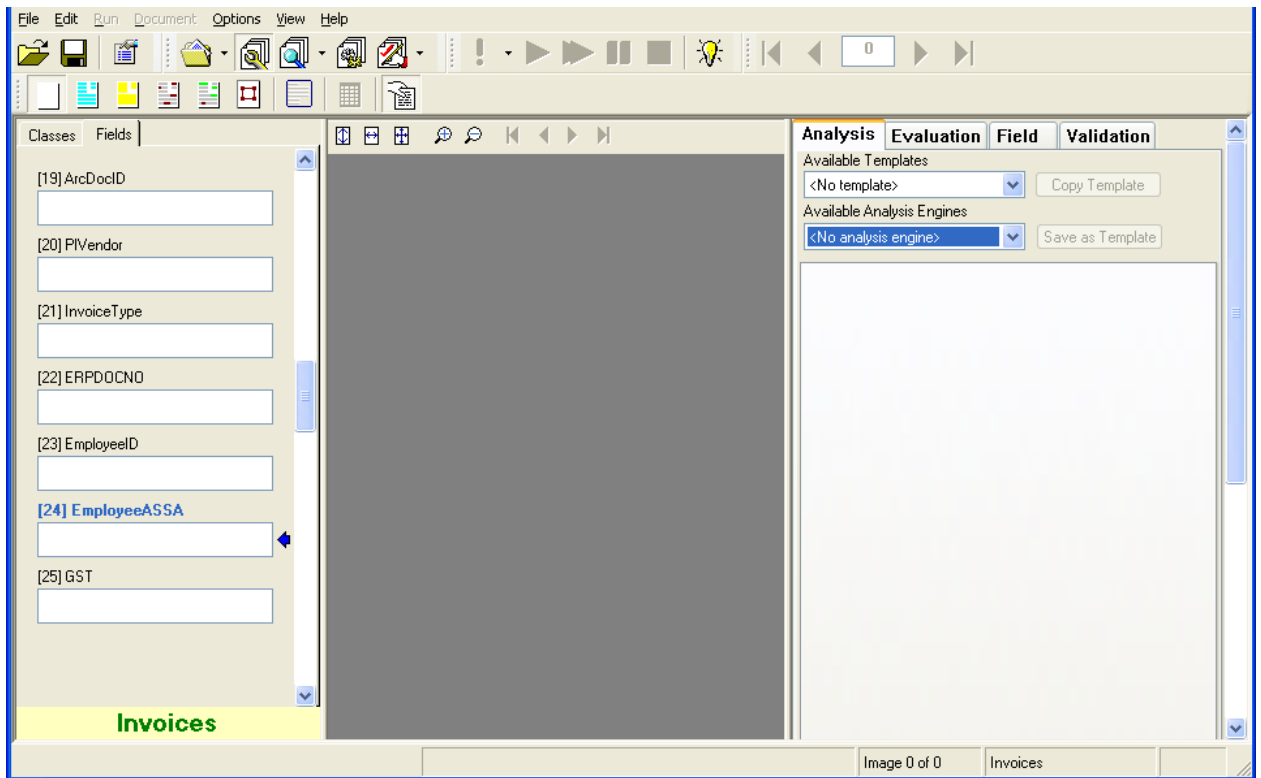 File Edit Run Document Options View Help
0
Classes Fields
[19] ArcDocID
[20] PIVendor
[21] InvoiceType
[22] ERPDOCNO
[23] EmployeeID
[24] EmployeeASSA
[25] GST
Invoices
Analysis Evaluation Field Validation
Available Templates
<No template> Copy Template
Available Analysis Engines
<No analysis engine> Save as Template
Image 0 of 0 Invoices